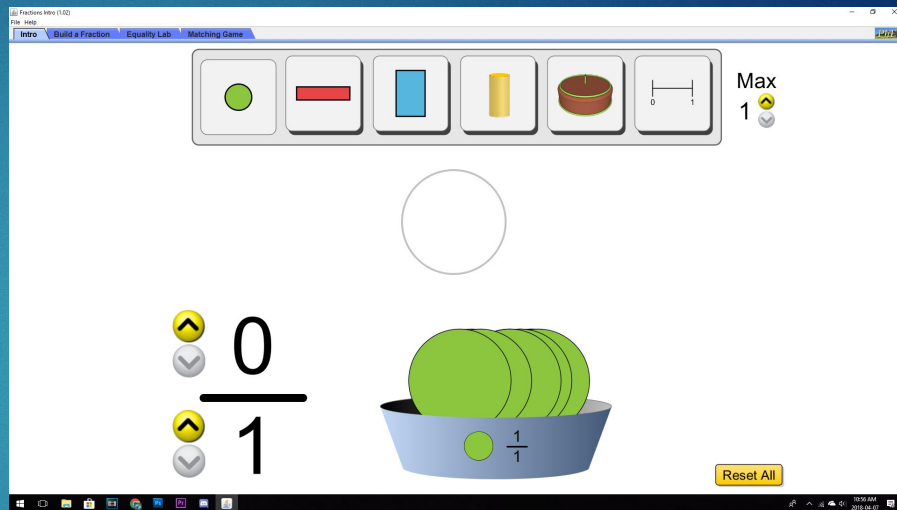 Fractions Intro (1.02)
File Help
Intro Build a Fraction Equality Lab Matching Game
PhET
Max
1
0 1
0
1
1
1
Reset All
10:56 AM
2018-04-07